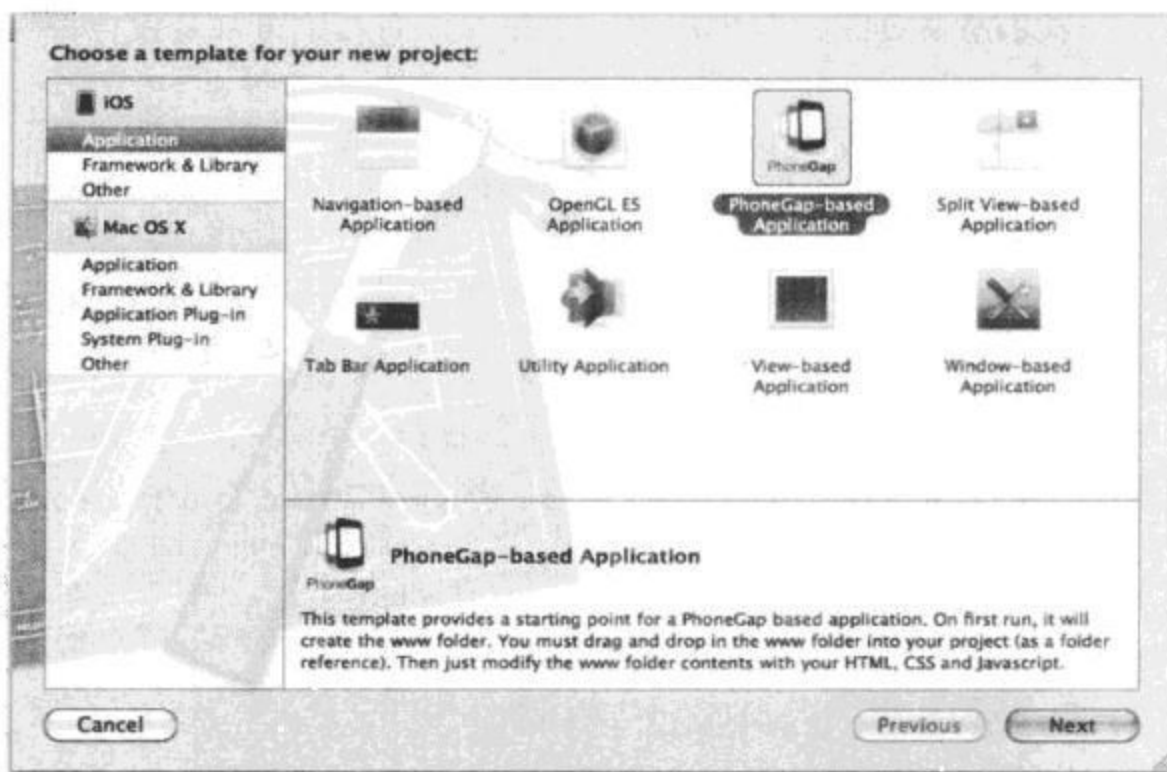 Choose a template for your new project:
iOS
Application
Framework & Library
Other
Mac OS X
Application
Framework & Library
Application Plug-in
System Plug-in
Other
PhoneGap
Navigation-based
Application
OpenGL ES
Application
PhoneGap-based
Application
Split View-based
Application
Tab Bar Application
Utility Application
View-based
Application
Window-based
Application
PhoneGap
PhoneGap-based Application
This template provides a starting point for a PhoneGap based application. On first run, it will
create the www folder. You must drag and drop in the www folder into your project (as a folder
reference). Then just modify the www folder contents with your HTML, CSS and Javascript.
Cancel
Previous
Next